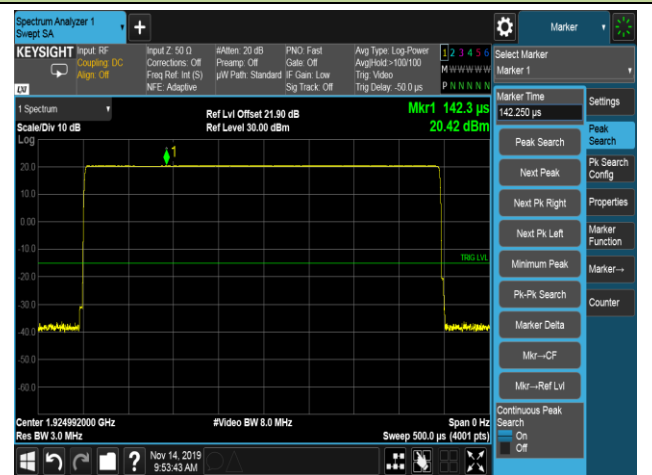 Spectrum Analyzer 1
Swept SA
+
Marker
KEYSIGHT
Input: RF
Coupling: DC
Align: Off
Input Z: 50 Ω
Corrections: Off
Freq Ref: Int (S)
NFE: Adaptive
#Atten: 20 dB
Preamp: Off
µW Path: Standard
PNO: Fast
Gate: Off
IF Gain: Low
Sig Track: Off
Avg Type: Log-Power
Avg|Hold:>100/100
Trig: Video
Trig Delay: -50.0 µs
1 2 3 4 5 6
M W W W W W
P N N N N N
LXI
Select Marker
Marker 1
1 Spectrum
Scale/Div 10 dB
Log
Ref Lvl Offset 21.90 dB
Ref Level 30.00 dBm
Mkr1 142.3 µs
20.42 dBm
1
20.0
10.0
0.00
-10.0
-20.0
-30.0
-40.0
-50.0
-60.0
TRIG LVL
Center 1.924992000 GHz
Res BW 3.0 MHz
#Video BW 8.0 MHz
Span 0 Hz
Sweep 500.0 µs (4001 pts)
Marker Time
142.250 µs
Peak Search
Next Peak
Next Pk Right
Next Pk Left
Minimum Peak
Pk-Pk Search
Marker Delta
Mkr→CF
Mkr→Ref Lvl
Continuous Peak
Search
On
Off
Settings
Peak
Search
Pk Search
Config
Properties
Marker
Function
Marker→
Counter
?
Nov 14, 2019
9:53:43 AM